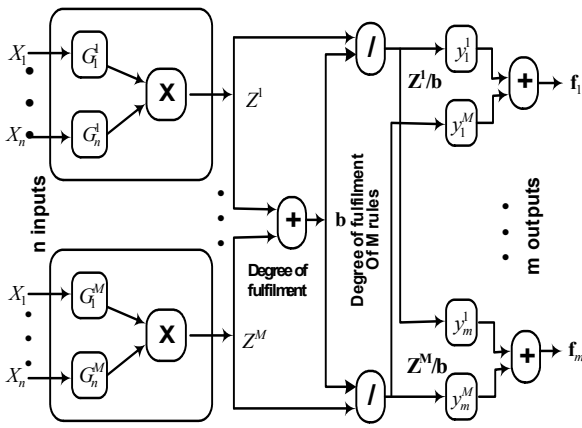 X₁
G₁¹
X
Z¹
Xₙ
Gₙ¹
n inputs
X₁
G₁ᴹ
X
Zᴹ
Xₙ
Gₙᴹ
+
b
Degree of
fulfilment
/
Degree of fulfilment
Of M rules
/
Z¹/b
Zᴹ/b
y₁¹
y₁ᴹ
+
f₁
m outputs
yₘ¹
yₘᴹ
+
fₘ